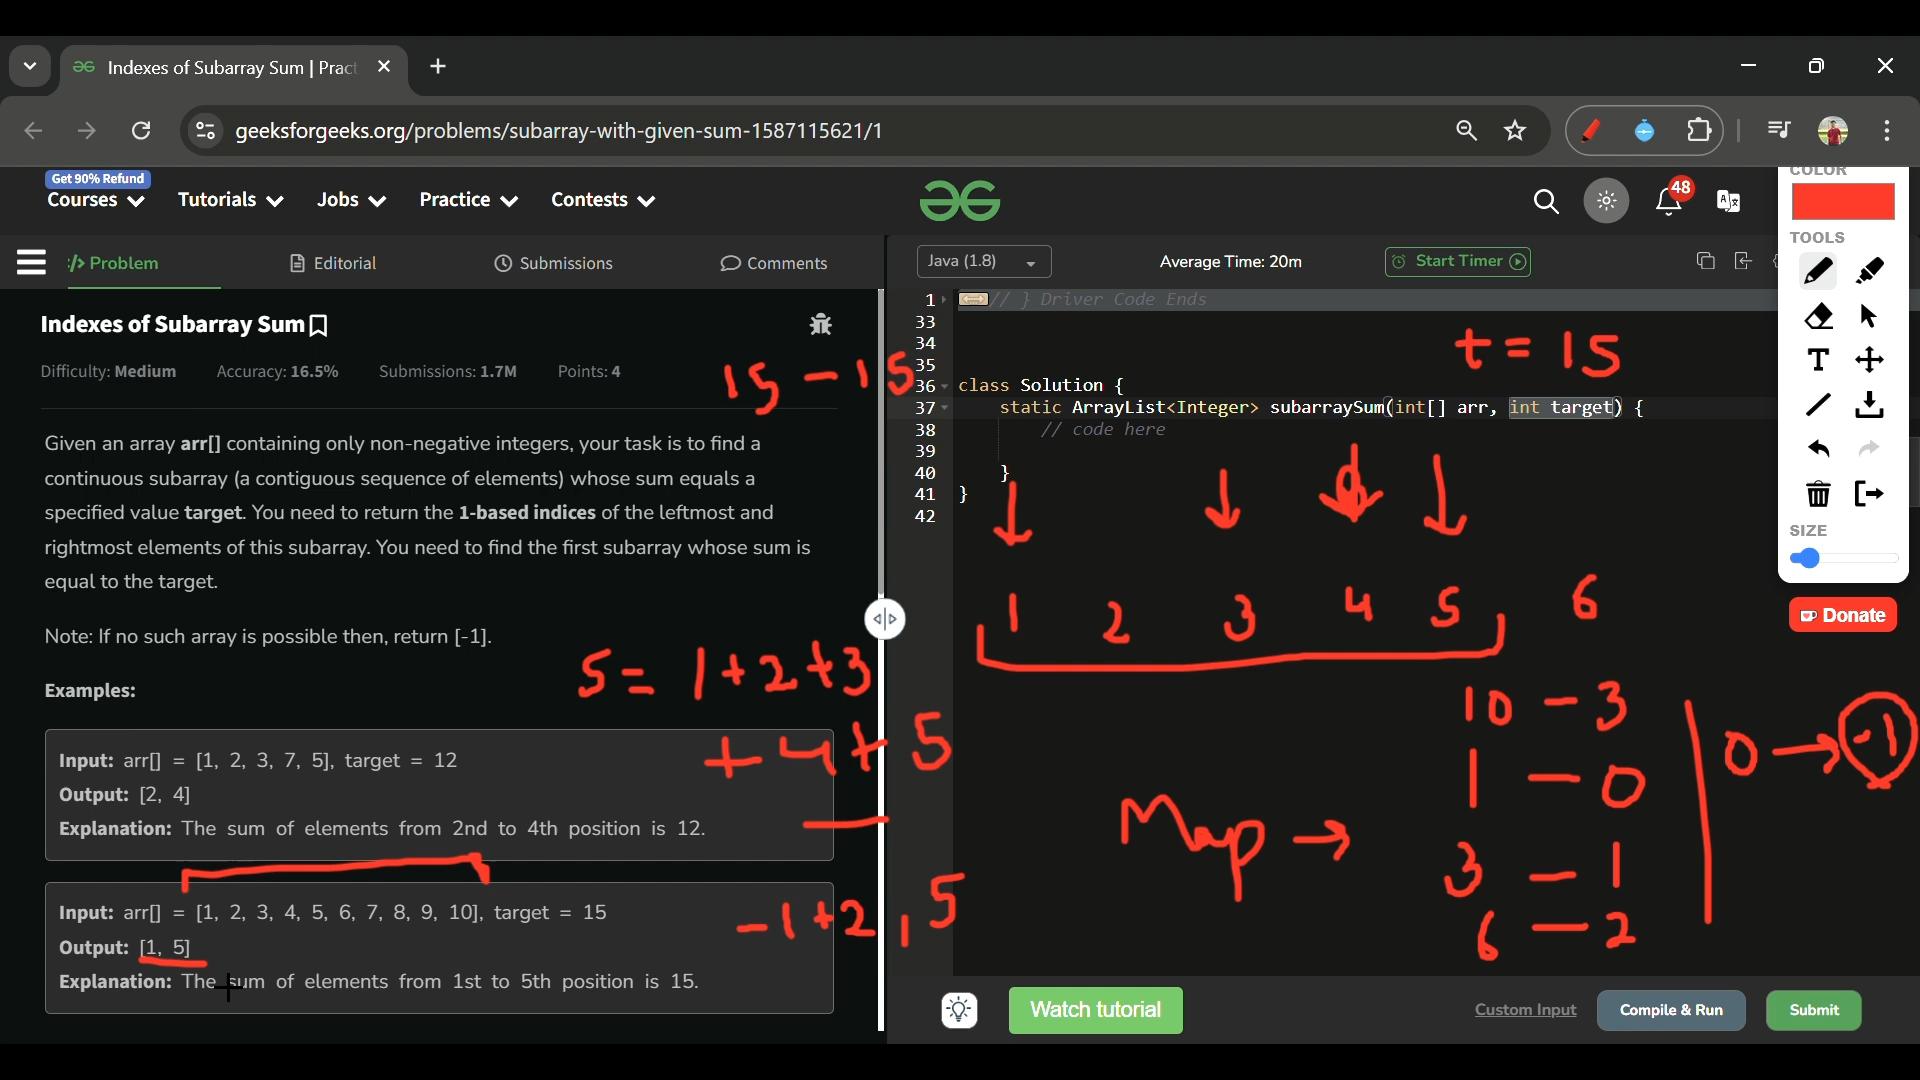 Indexes of Subarray Sum | Pract
geeksforgeeks.org/problems/subarray-with-given-sum-1587115621/1
Get 90% Refund
Courses
Tutorials
Jobs
Practice
Contests
48
COLOR
TOOLS
T
SIZE
Donate
</> Problem
Editorial
Submissions
Comments
Indexes of Subarray Sum
Difficulty: Medium Accuracy: 16.5% Submissions: 1.7M Points: 4
15 - 15
Given an array arr[] containing only non-negative integers, your task is to find a
continuous subarray (a contiguous sequence of elements) whose sum equals a
specified value target. You need to return the 1-based indices of the leftmost and
rightmost elements of this subarray. You need to find the first subarray whose sum is
equal to the target.
Note: If no such array is possible then, return [-1].
S = 1+2+3
+ 4 + 5
Examples:
Input: arr[] = [1, 2, 3, 7, 5], target = 12
Output: [2, 4]
Explanation: The sum of elements from 2nd to 4th position is 12.
Input: arr[] = [1, 2, 3, 4, 5, 6, 7, 8, 9, 10], target = 15
Output: [1, 5]
Explanation: The sum of elements from 1st to 5th position is 15.
-1+2, 5
Java (1.8)
Average Time: 20m
Start Timer
1 // } Driver Code Ends
33
34
35
36 class Solution {
37 static ArrayList<Integer> subarraySum(int[] arr, int target) {
38 // code here
39
40 }
41 }
42
t = 15
1 2 3 4 5 6
Map →
10 - 3
1 - 0
3 - 1
6 - 2
0 → -1
Watch tutorial
Custom Input
Compile & Run
Submit